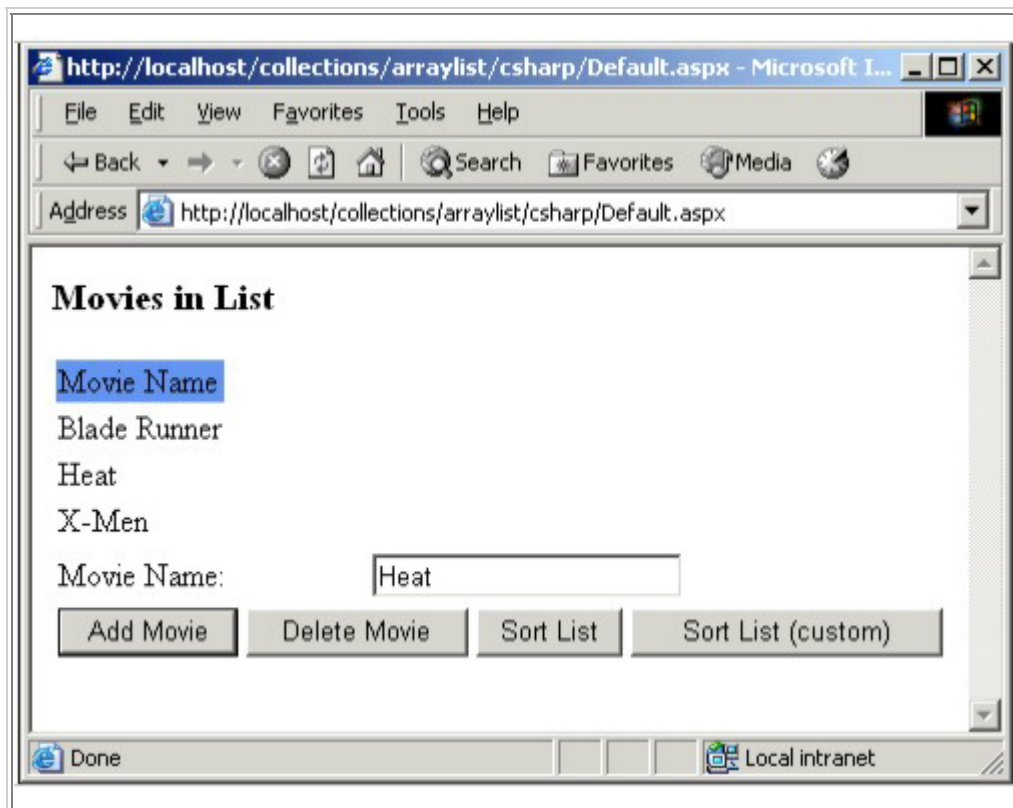 http://localhost/collections/arraylist/csharp/Default.aspx - Microsoft I...
File Edit View Favorites Tools Help
Back Search Favorites Media
Address http://localhost/collections/arraylist/csharp/Default.aspx
Movies in List
Movie Name
Blade Runner
Heat
X-Men
Movie Name: Heat
Add Movie Delete Movie Sort List Sort List (custom)
Done Local intranet